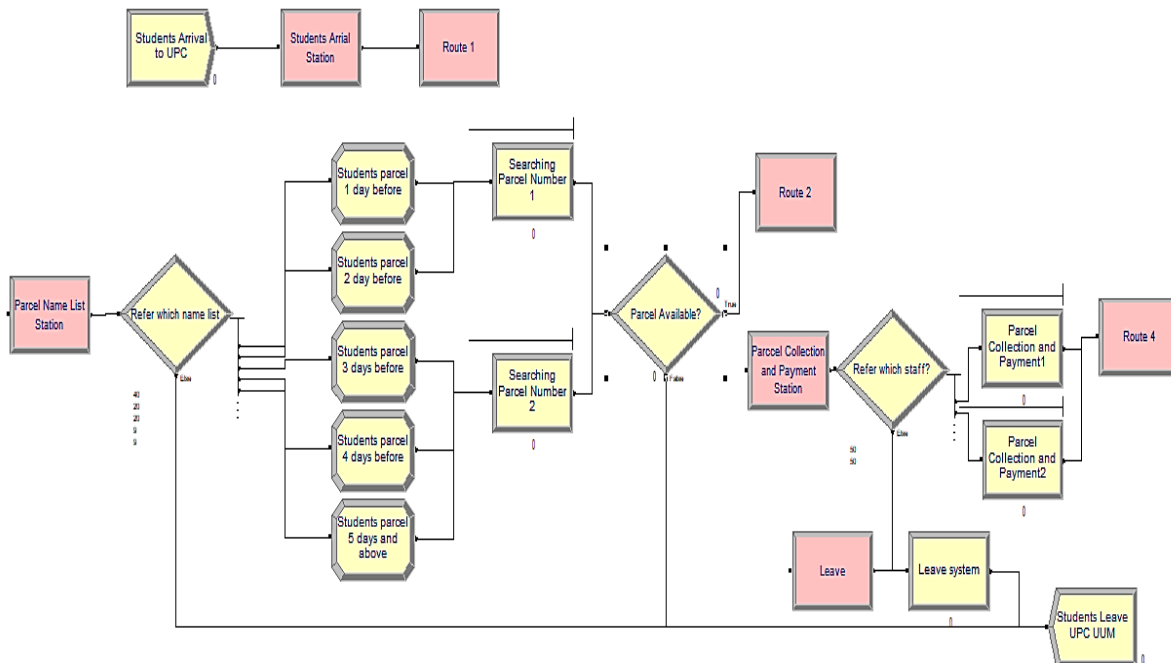 Students Arrival
to UPC
0
Students Arrial
Station
Route 1
Parcel Name List
Station
Refer which name list
Else
40
20
20
9
9
Students parcel
1 day before
Students parcel
2 day before
Students parcel
3 days before
Students parcel
4 days before
Students parcel
5 days and
above
Searching
Parcel Number
1
0
Searching
Parcel Number
2
0
Parcel Available?
0
True
0
False
Route 2
Parccel Collection
and Payment
Station
Refer which staff?
Else
50
50
Parcel
Collection and
Payment1
0
Parcel
Collection and
Payment2
0
Route 4
Leave
Leave system
0
Students Leave
UPC UUM
0